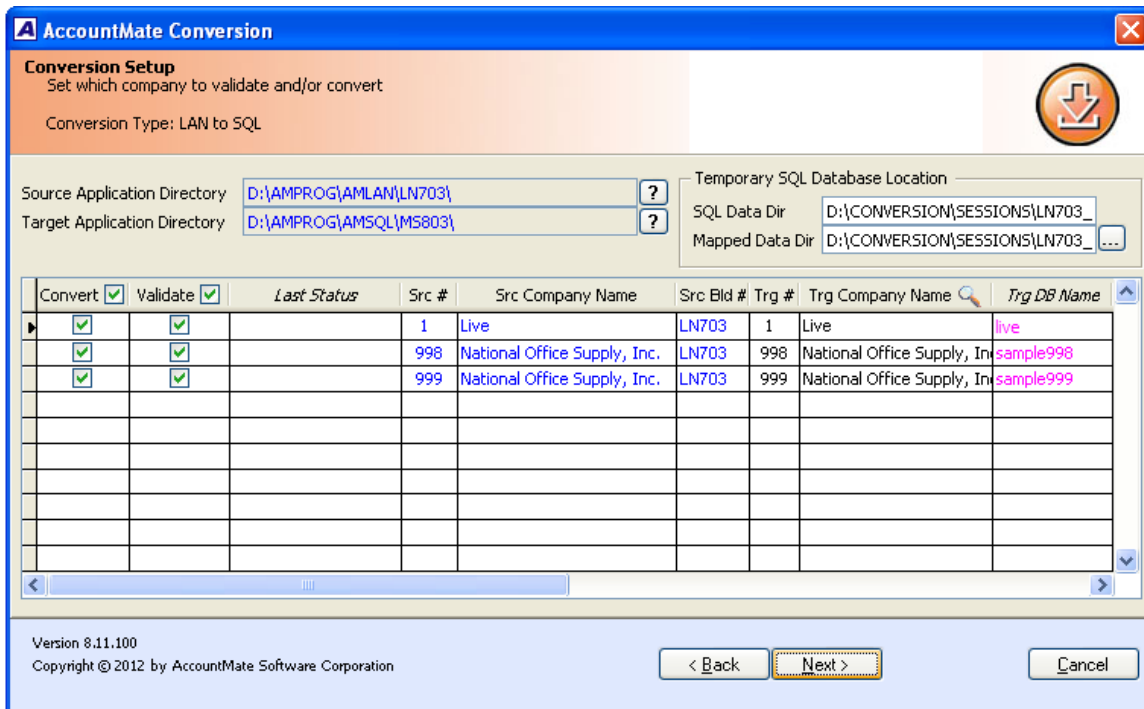 AccountMate Conversion
Conversion Setup
Set which company to validate and/or convert
Conversion Type: LAN to SQL
Source Application Directory D:\AMPROG\AMLAN\LN703\ ?
Target Application Directory D:\AMPROG\AMSQL\MS803\ ?
Temporary SQL Database Location
SQL Data Dir D:\CONVERSION\SESSIONS\LN703_
Mapped Data Dir D:\CONVERSION\SESSIONS\LN703_ ...
Convert Validate Last Status Src # Src Company Name Src Bld # Trg # Trg Company Name Trg DB Name
1 Live LN703 1 Live live
998 National Office Supply, Inc. LN703 998 National Office Supply, In sample998
999 National Office Supply, Inc. LN703 999 National Office Supply, In sample999
Version 8.11.100
Copyright © 2012 by AccountMate Software Corporation
< Back Next > Cancel